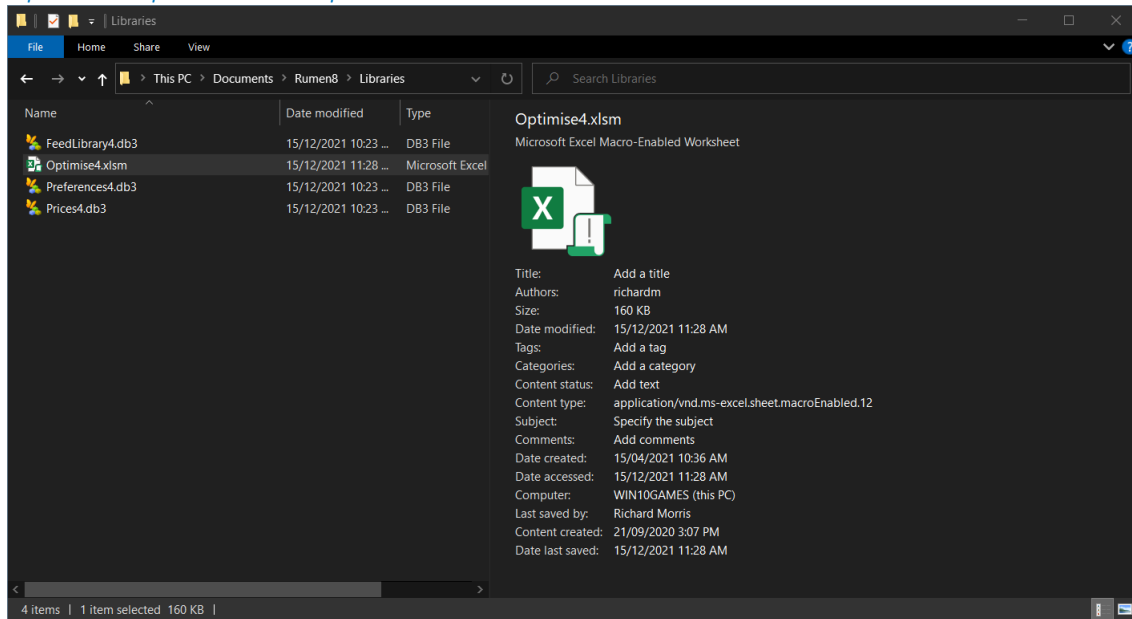 Libraries
File Home Share View
This PC > Documents > Rumen8 > Libraries
Search Libraries
Name Date modified Type
FeedLibrary4.db3 15/12/2021 10:23 ... DB3 File
Optimise4.xlsm 15/12/2021 11:28 ... Microsoft Excel
Preferences4.db3 15/12/2021 10:23 ... DB3 File
Prices4.db3 15/12/2021 10:23 ... DB3 File
Optimise4.xlsm
Microsoft Excel Macro-Enabled Worksheet
Title: Add a title
Authors: richardm
Size: 160 KB
Date modified: 15/12/2021 11:28 AM
Tags: Add a tag
Categories: Add a category
Content status: Add text
Content type: application/vnd.ms-excel.sheet.macroEnabled.12
Subject: Specify the subject
Comments: Add comments
Date created: 15/04/2021 10:36 AM
Date accessed: 15/12/2021 11:28 AM
Computer: WIN10GAMES (this PC)
Last saved by: Richard Morris
Content created: 21/09/2020 3:07 PM
Date last saved: 15/12/2021 11:28 AM
4 items | 1 item selected 160 KB |